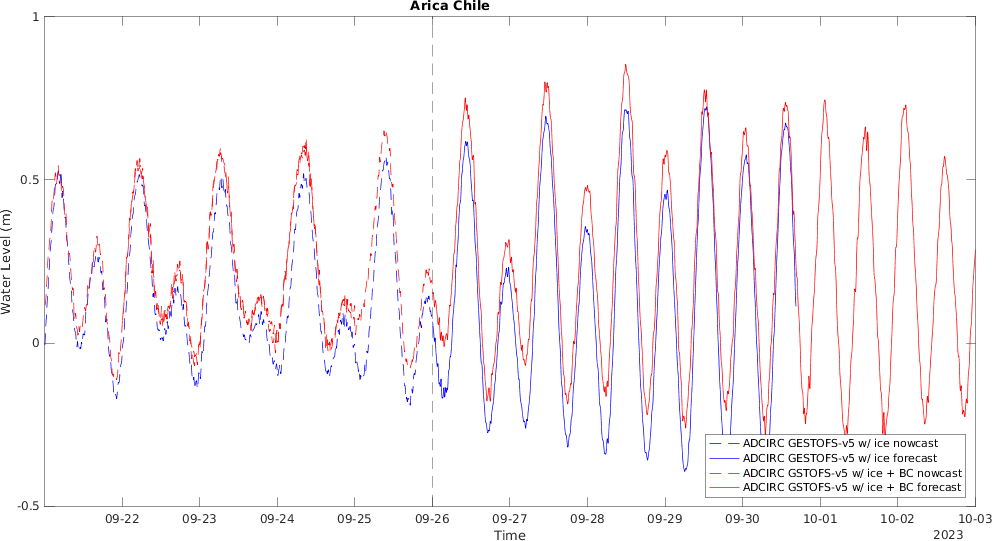 Arica Chile
1
0.5
0
-0.5
Water Level (m)
ADCIRC GESTOFS-v5 w/ ice nowcast
ADCIRC GESTOFS-v5 w/ ice forecast
ADCIRC GSTOFS-v5 w/ ice + BC nowcast
ADCIRC GSTOFS-v5 w/ ice + BC forecast
09-22 09-23 09-24 09-25 09-26 09-27 09-28 09-29 09-30 10-01 10-02 10-03
Time
2023